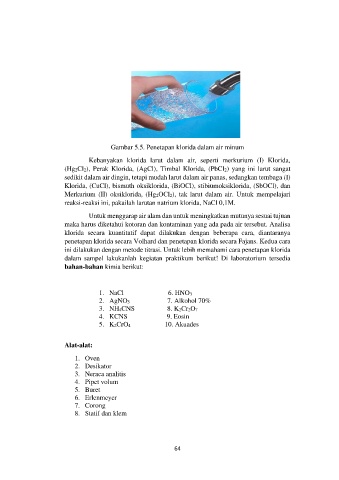 Gambar 5.5. Penetapan klorida dalam air minum
Kebanyakan klorida larut dalam air, seperti merkurium (I) Klorida,
(Hg₂Cl₂), Perak Klorida, (AgCl), Timbal Klorida, (PbCl₂) yang ini larut sangat
sedikit dalam air dingin, tetapi mudah larut dalam air panas, sedangkan tembaga (I)
Klorida, (CuCl), bismuth oksiklorida, (BiOCl), stibiumoksiklorida, (SbOCl), dan
Merkurium (II) oksiklorida, (Hg₂OCl₂), tak larut dalam air. Untuk mempelajari
reaksi-reaksi ini, pakailah larutan natrium klorida, NaCl 0,1M.
Untuk menggarap air alam dan untuk meningkatkan mutunya sesuai tujuan
maka harus diketahui kotoran dan kontaminan yang ada pada air tersebut. Analisa
klorida secara kuantitatif dapat dilakukan dengan beberapa cara, diantaranya
penetapan klorida secara Volhard dan penetapan klorida secara Fajans. Kedua cara
ini dilakukan dengan metode titrasi. Untuk lebih memahami cara penetapan klorida
dalam sampel lakukanlah kegiatan praktikum berikut! Di laboratorium tersedia
bahan-bahan kimia berikut:
1. NaCl 6. HNO₃
2. AgNO₃ 7. Alkohol 70%
3. NH₄CNS 8. K₂Cr₂O₇
4. KCNS 9. Eosin
5. K₂CrO₄ 10. Akuades
Alat-alat:
1. Oven
2. Desikator
3. Neraca analitis
4. Pipet volum
5. Buret
6. Erlenmeyer
7. Corong
8. Statif dan klem
64